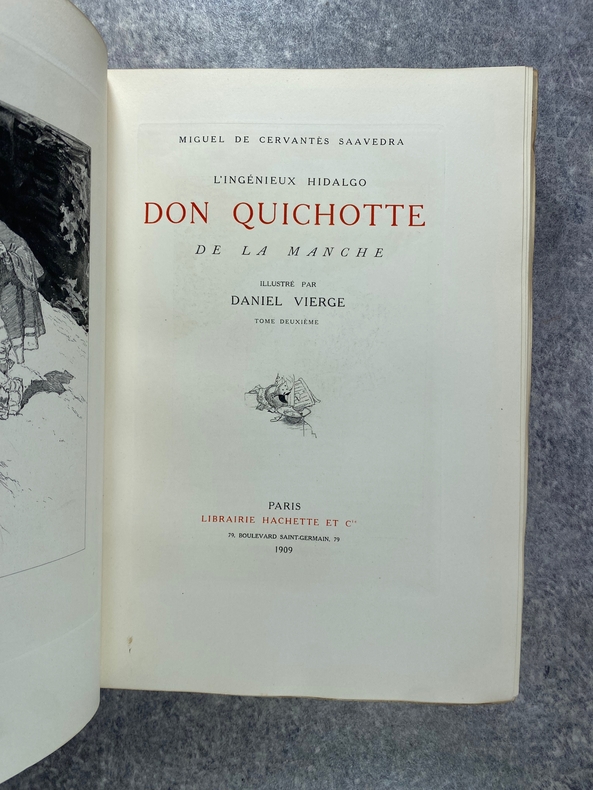 MIGUEL DE CERVANTÈS SAAVEDRA
L'INGÉNIEUX HIDALGO
DON QUICHOTTE
DE LA MANCHE
ILLUSTRÉ PAR
DANIEL VIERGE
TOME DEUXIÈME
PARIS
LIBRAIRIE HACHETTE ET Cie
79, BOULEVARD SAINT-GERMAIN, 79
1909